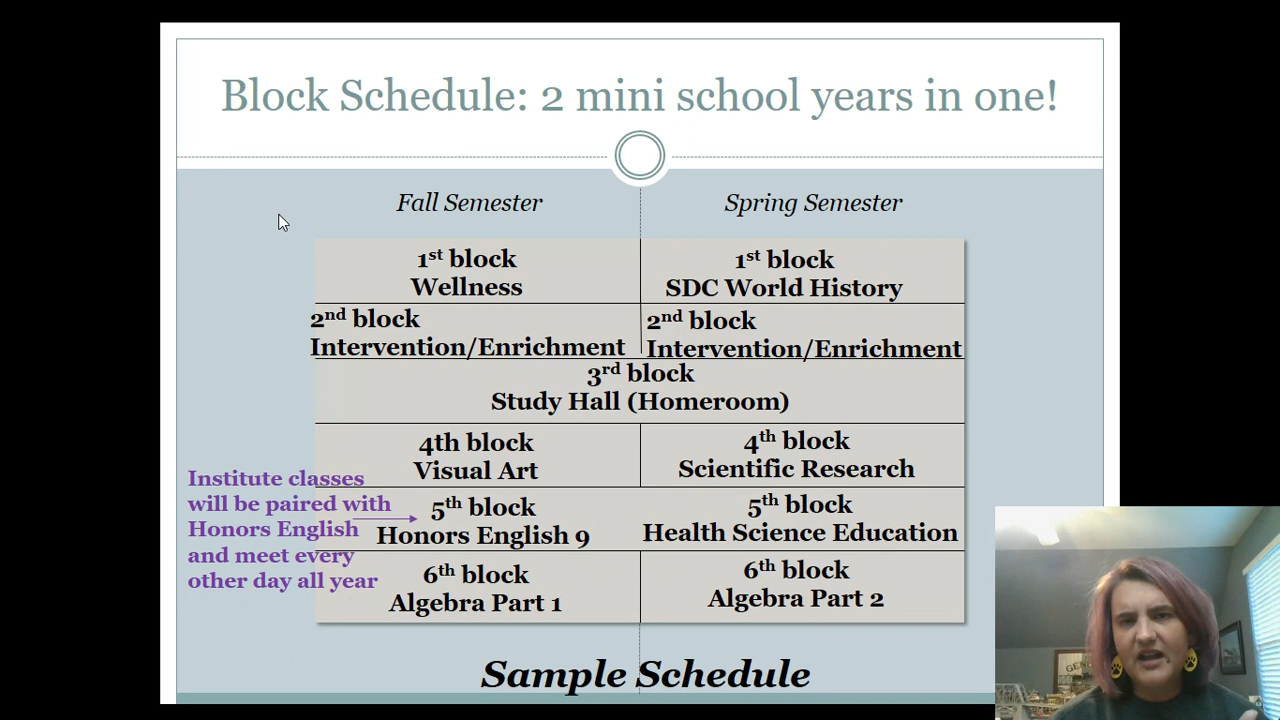 Block Schedule: 2 mini school years in one!
Fall Semester
Spring Semester
1st block
Wellness
1st block
SDC World History
2nd block
Intervention/Enrichment
2nd block
Intervention/Enrichment
3rd block
Study Hall (Homeroom)
4th block
Visual Art
4th block
Scientific Research
Institute classes
will be paired with
Honors English
and meet every
other day all year
5th block
Honors English 9
5th block
Health Science Education
6th block
Algebra Part 1
6th block
Algebra Part 2
Sample Schedule